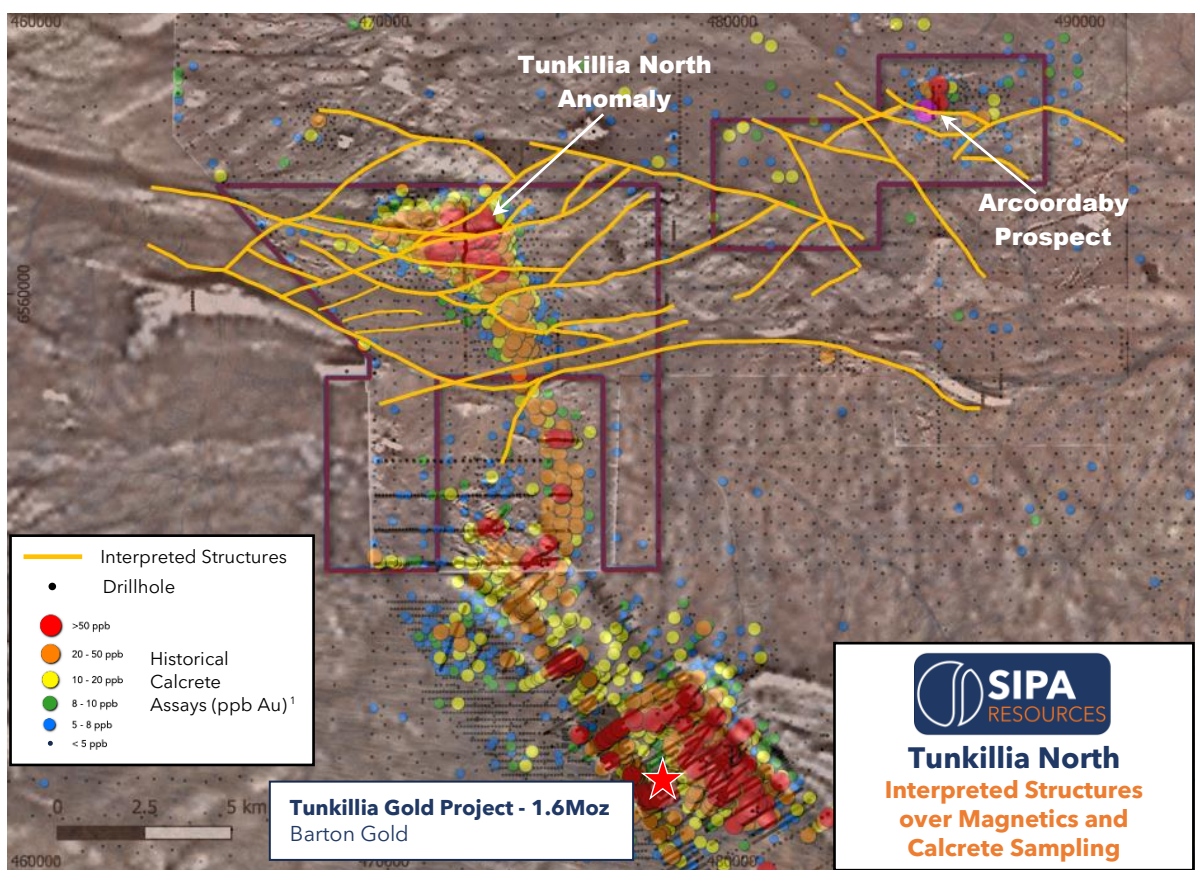 460000
470000
480000
490000
Tunkillia North
Anomaly
Arcoordaby
Prospect
6560000
Interpreted Structures
Drillhole
>50 ppb
20 - 50 ppb
10 - 20 ppb
8 - 10 ppb
5 - 8 ppb
< 5 ppb
Historical
Calcrete
Assays (ppb Au)¹
0 2.5 5 km
Tunkillia Gold Project - 1.6Moz
Barton Gold
SIPA
RESOURCES
Tunkillia North
Interpreted Structures
over Magnetics and
Calcrete Sampling
460000
470000
480000